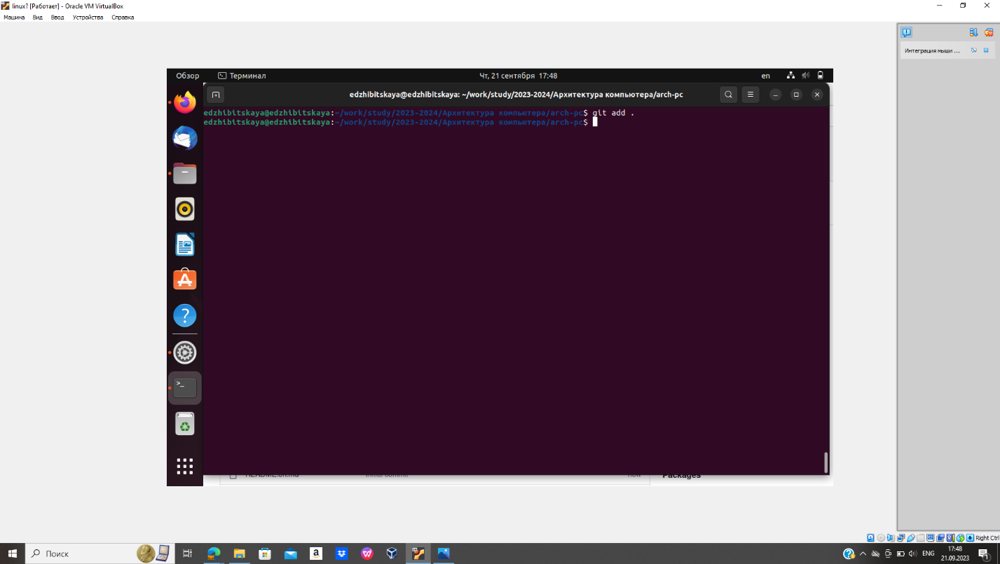 linux? [Работает] - Oracle VM VirtualBox
Машина Вид Ввод Устройства Справка
Интеграция мыши ...
Обзор Терминал Чт, 21 сентября 17:48 en
edzhibitskaya@edzhibitskaya: ~/work/study/2023-2024/Архитектура компьютера/arch-pc
edzhibitskaya@edzhibitskaya:~/work/study/2023-2024/Архитектура компьютера/arch-pc$ git add .
edzhibitskaya@edzhibitskaya:~/work/study/2023-2024/Архитектура компьютера/arch-pc$
README.en.md Initial commit now Packages
Right Ctrl
Поиск
ENG
17:48
21.09.2023